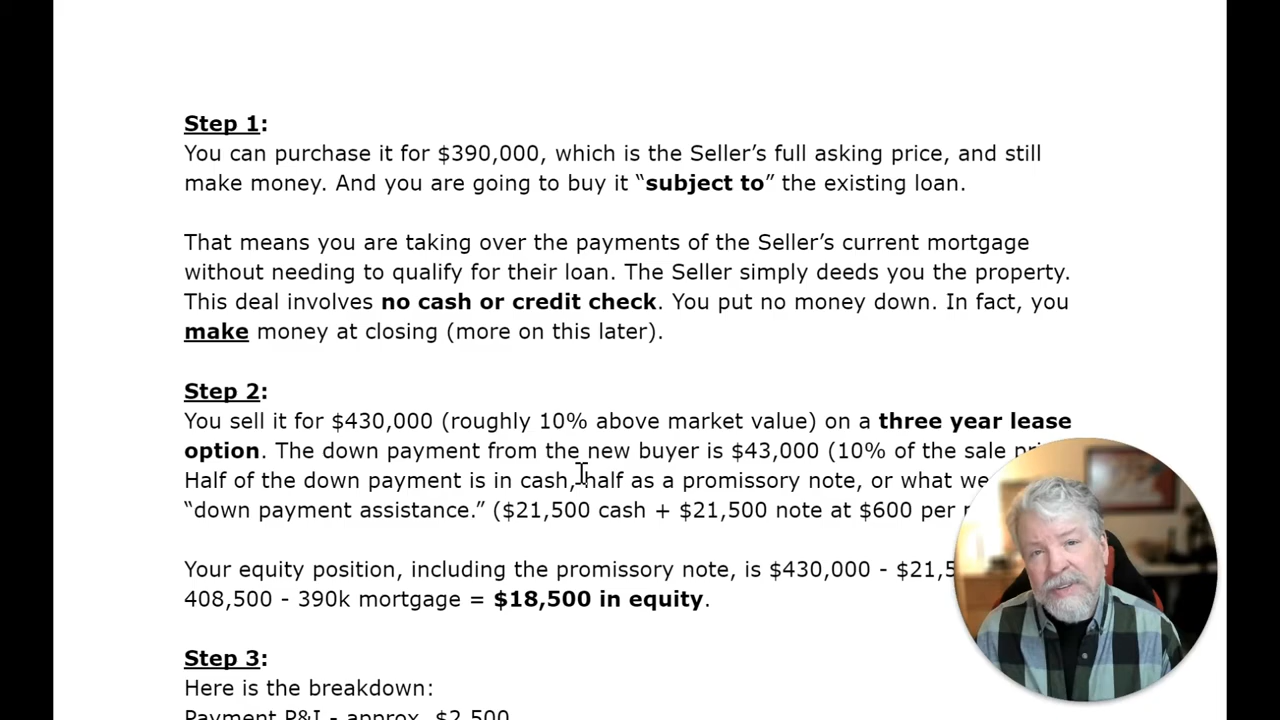 Step 1:
You can purchase it for $390,000, which is the Seller’s full asking price, and still
make money. And you are going to buy it “subject to” the existing loan.
That means you are taking over the payments of the Seller’s current mortgage
without needing to qualify for their loan. The Seller simply deeds you the property.
This deal involves no cash or credit check. You put no money down. In fact, you
make money at closing (more on this later).
Step 2:
You sell it for $430,000 (roughly 10% above market value) on a three year lease
option. The down payment from the new buyer is $43,000 (10% of the sale
Half of the down payment is in cash, half as a promissory note, or what we
“down payment assistance.” ($21,500 cash + $21,500 note at $600 per
Your equity position, including the promissory note, is $430,000 -
408,500 - 390k mortgage = $18,500 in equity.
Step 3:
Here is the breakdown:
Payment P&I - approx. $2,500